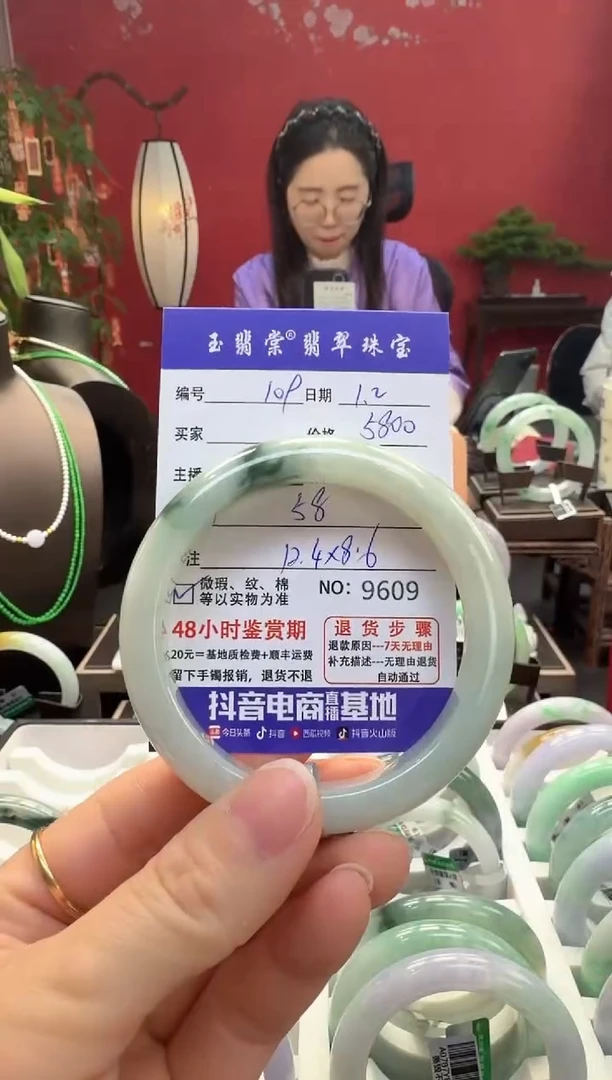 玉翡棠®翡翠珠宝
编号 109 日期 1.2
买家 价格 5800
主播
58
注 12.4×8.6
微瑕、纹、棉
等以实物为准
NO: 9609
48小时鉴赏期
20元=基地质检费+顺丰运费
留下手镯报销，退货不退
退货步骤
退款原因---7天无理由
补充描述---无理由退货
自动通过
抖音电商直播基地
今日头条 抖音 西瓜视频 抖音火山版